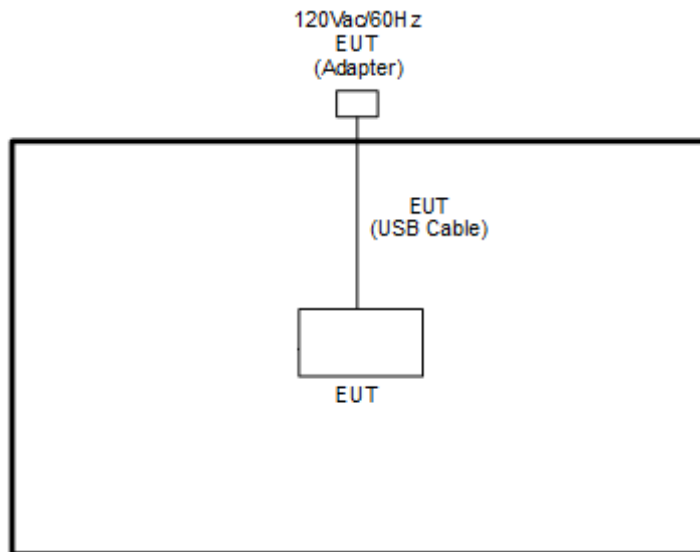 120Vac/60Hz
EUT
(Adapter)
EUT
(USB Cable)
EUT